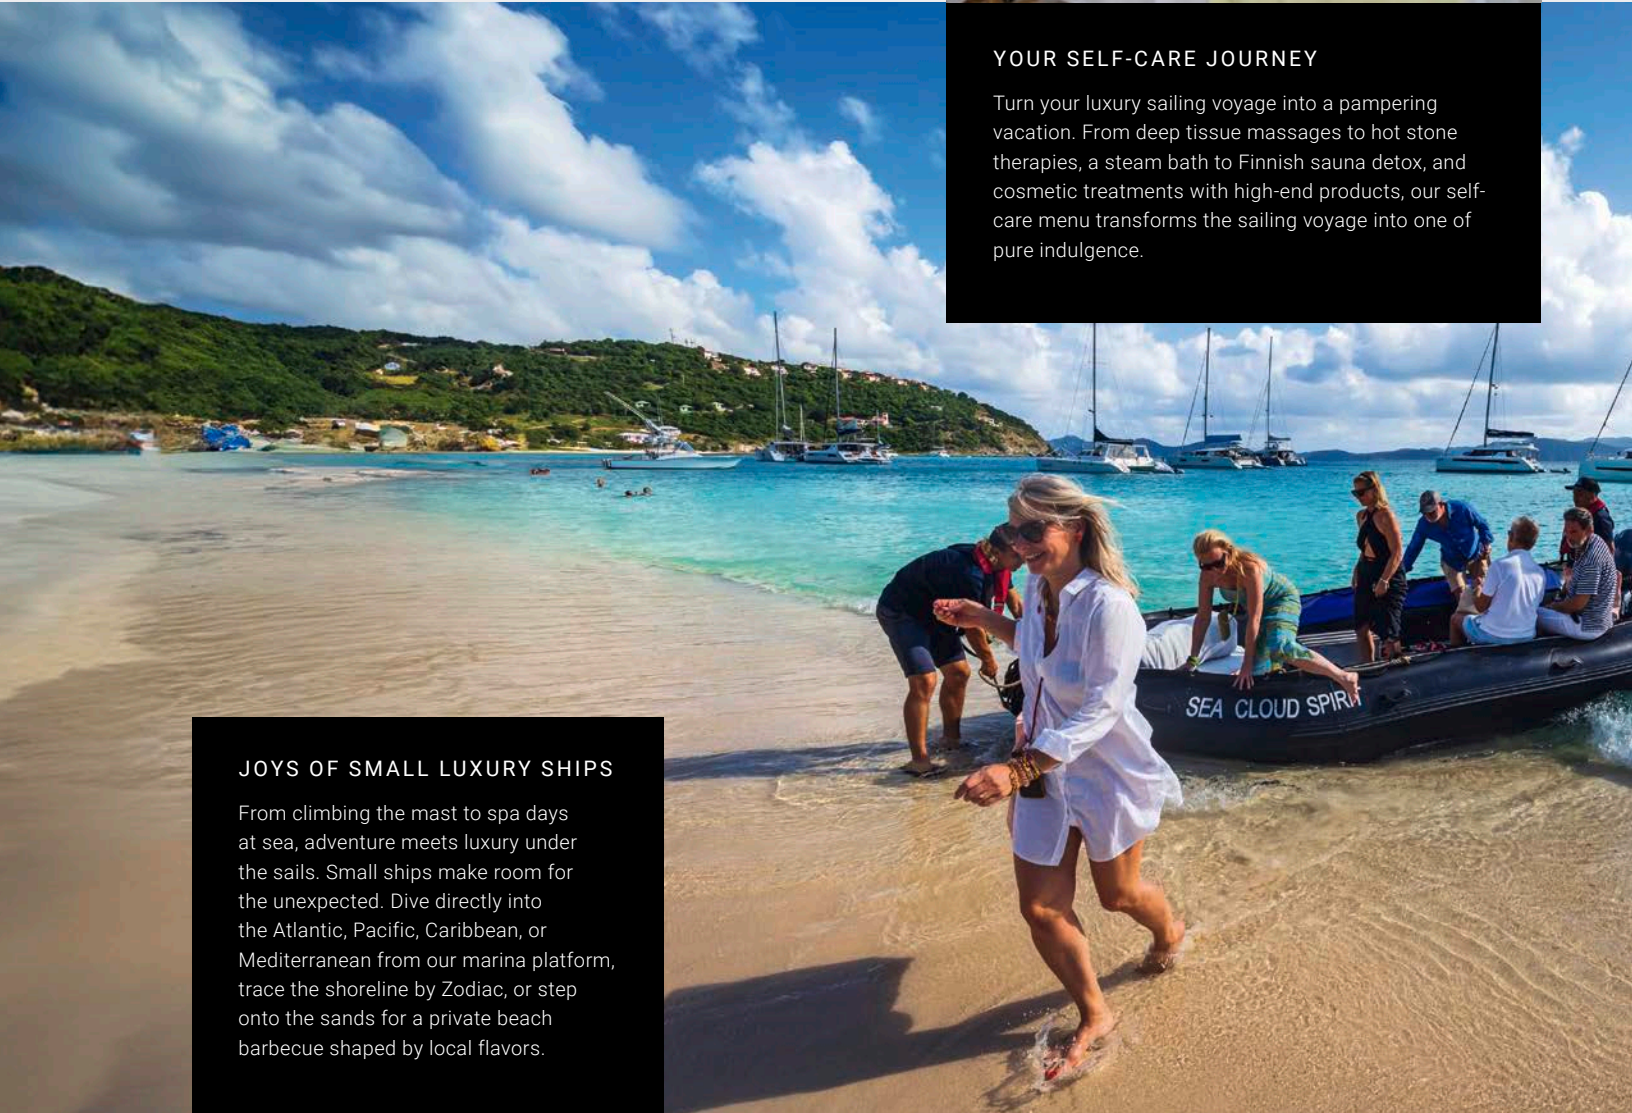 YOUR SELF-CARE JOURNEY
Turn your luxury sailing voyage into a pampering
vacation. From deep tissue massages to hot stone
therapies, a steam bath to Finnish sauna detox, and
cosmetic treatments with high-end products, our self-
care menu transforms the sailing voyage into one of
pure indulgence.
SEA CLOUD SPIRIT
JOYS OF SMALL LUXURY SHIPS
From climbing the mast to spa days
at sea, adventure meets luxury under
the sails. Small ships make room for
the unexpected. Dive directly into
the Atlantic, Pacific, Caribbean, or
Mediterranean from our marina platform,
trace the shoreline by Zodiac, or step
onto the sands for a private beach
barbecue shaped by local flavors.